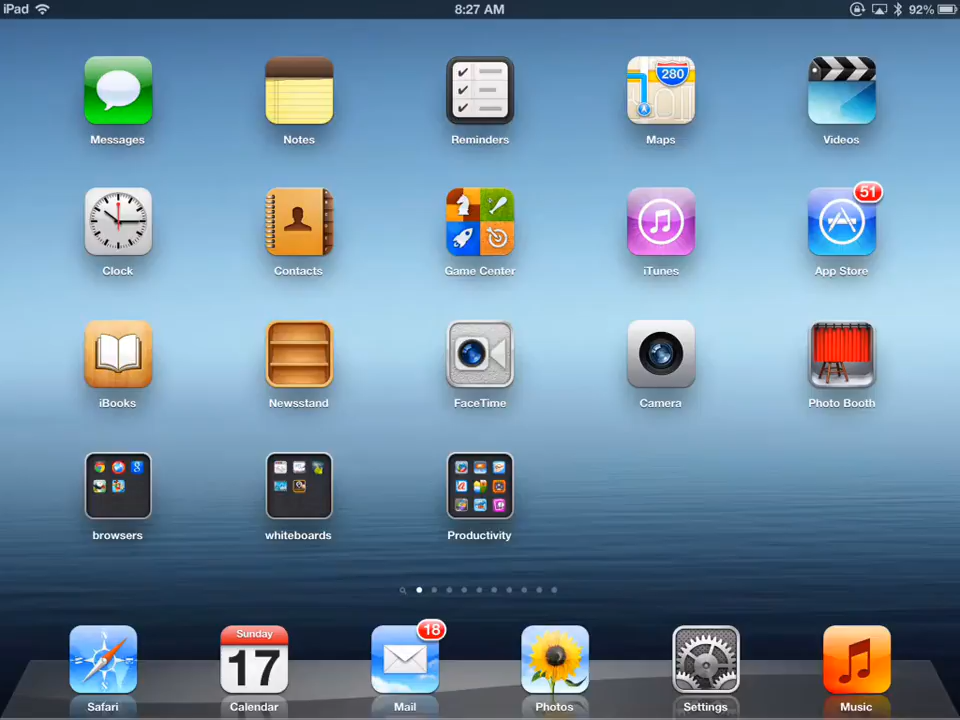 iPad 8:27 AM 92%
280
Messages Notes Reminders Maps Videos
51
Clock Contacts Game Center iTunes App Store
iBooks Newsstand FaceTime Camera Photo Booth
browsers whiteboards Productivity
Sunday 18
17
Safari Calendar Mail Photos Settings Music